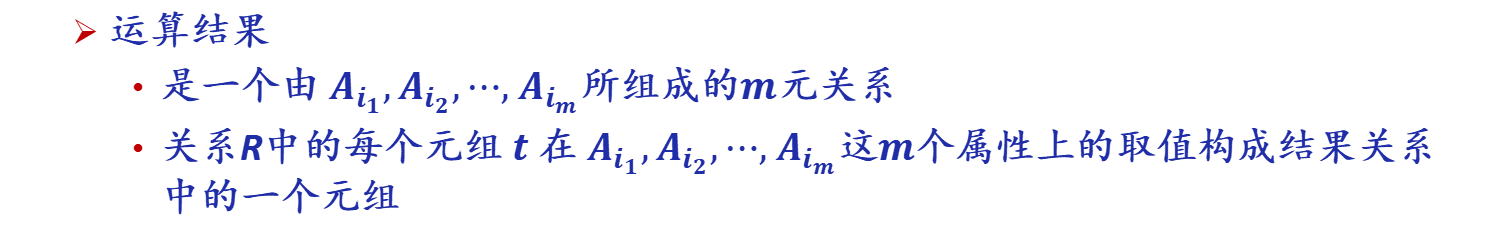 ➢ 运算结果
• 是一个由 $A_{i_1}, A_{i_2}, \cdots, A_{i_m}$ 所组成的$m$元关系
• 关系R中的每个元组 $t$ 在 $A_{i_1}, A_{i_2}, \cdots, A_{i_m}$ 这$m$个属性上的取值构成结果关系
中的一个元组